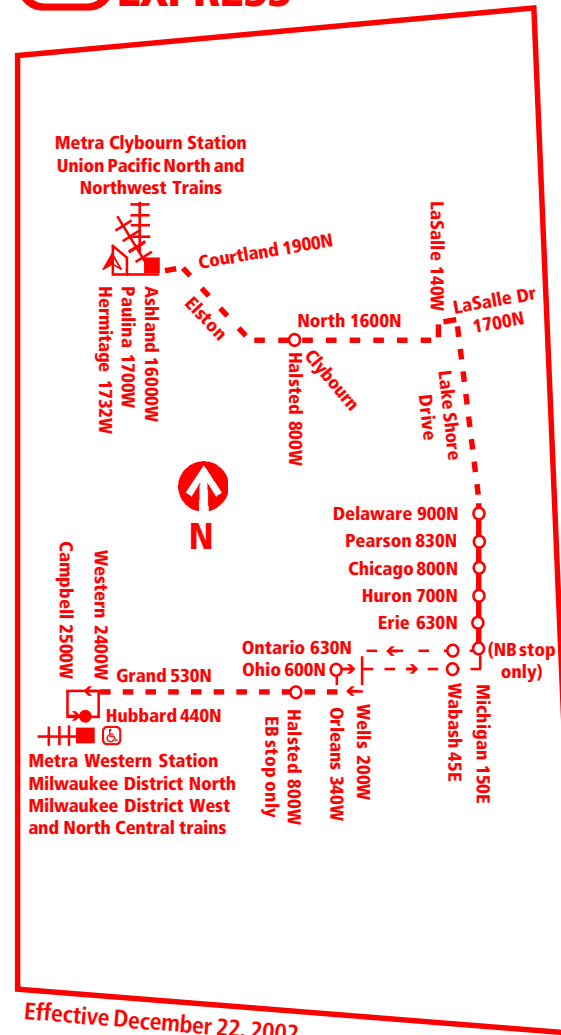 EXPRESS
Metra Clybourn Station
Union Pacific North and
Northwest Trains
Courtland 1900N
Elston
North 1600N
Clybourn
Halsted 800W
LaSalle 140W
LaSalle Dr
1700N
Lake Shore
Drive
Ashland 16000W
Paulina 1700W
Hermitage 1732W
N
Delaware 900N
Pearson 830N
Chicago 800N
Huron 700N
Erie 630N
Ontario 630N
Ohio 600N
(NB stop
only)
Michigan 150E
Wabash 45E
Wells 200W
Orleans 340W
Halsted 800W
EB stop only
Western 2400W
Campbell 2500W
Grand 530N
Hubbard 440N
Metra Western Station
Milwaukee District North
Milwaukee District West
and North Central trains
Effective December 22, 2002